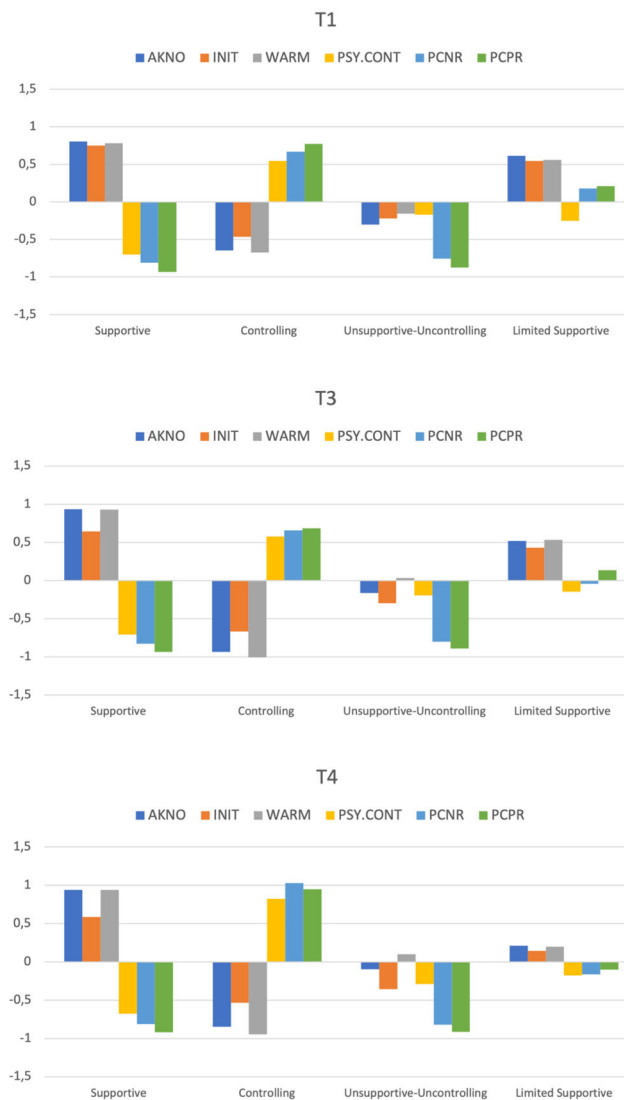 T1
AKNO INIT WARM PSY.CONT PCNR PCPR
1,5
1
0,5
0
-0,5
-1
-1,5
Supportive Controlling Unsupportive-Uncontrolling Limited Supportive
T3
AKNO INIT WARM PSY.CONT PCNR PCPR
1,5
1
0,5
0
-0,5
-1
-1,5
Supportive Controlling Unsupportive-Uncontrolling Limited Supportive
T4
AKNO INIT WARM PSY.CONT PCNR PCPR
1,5
1
0,5
0
-0,5
-1
-1,5
Supportive Controlling Unsupportive-Uncontrolling Limited Supportive